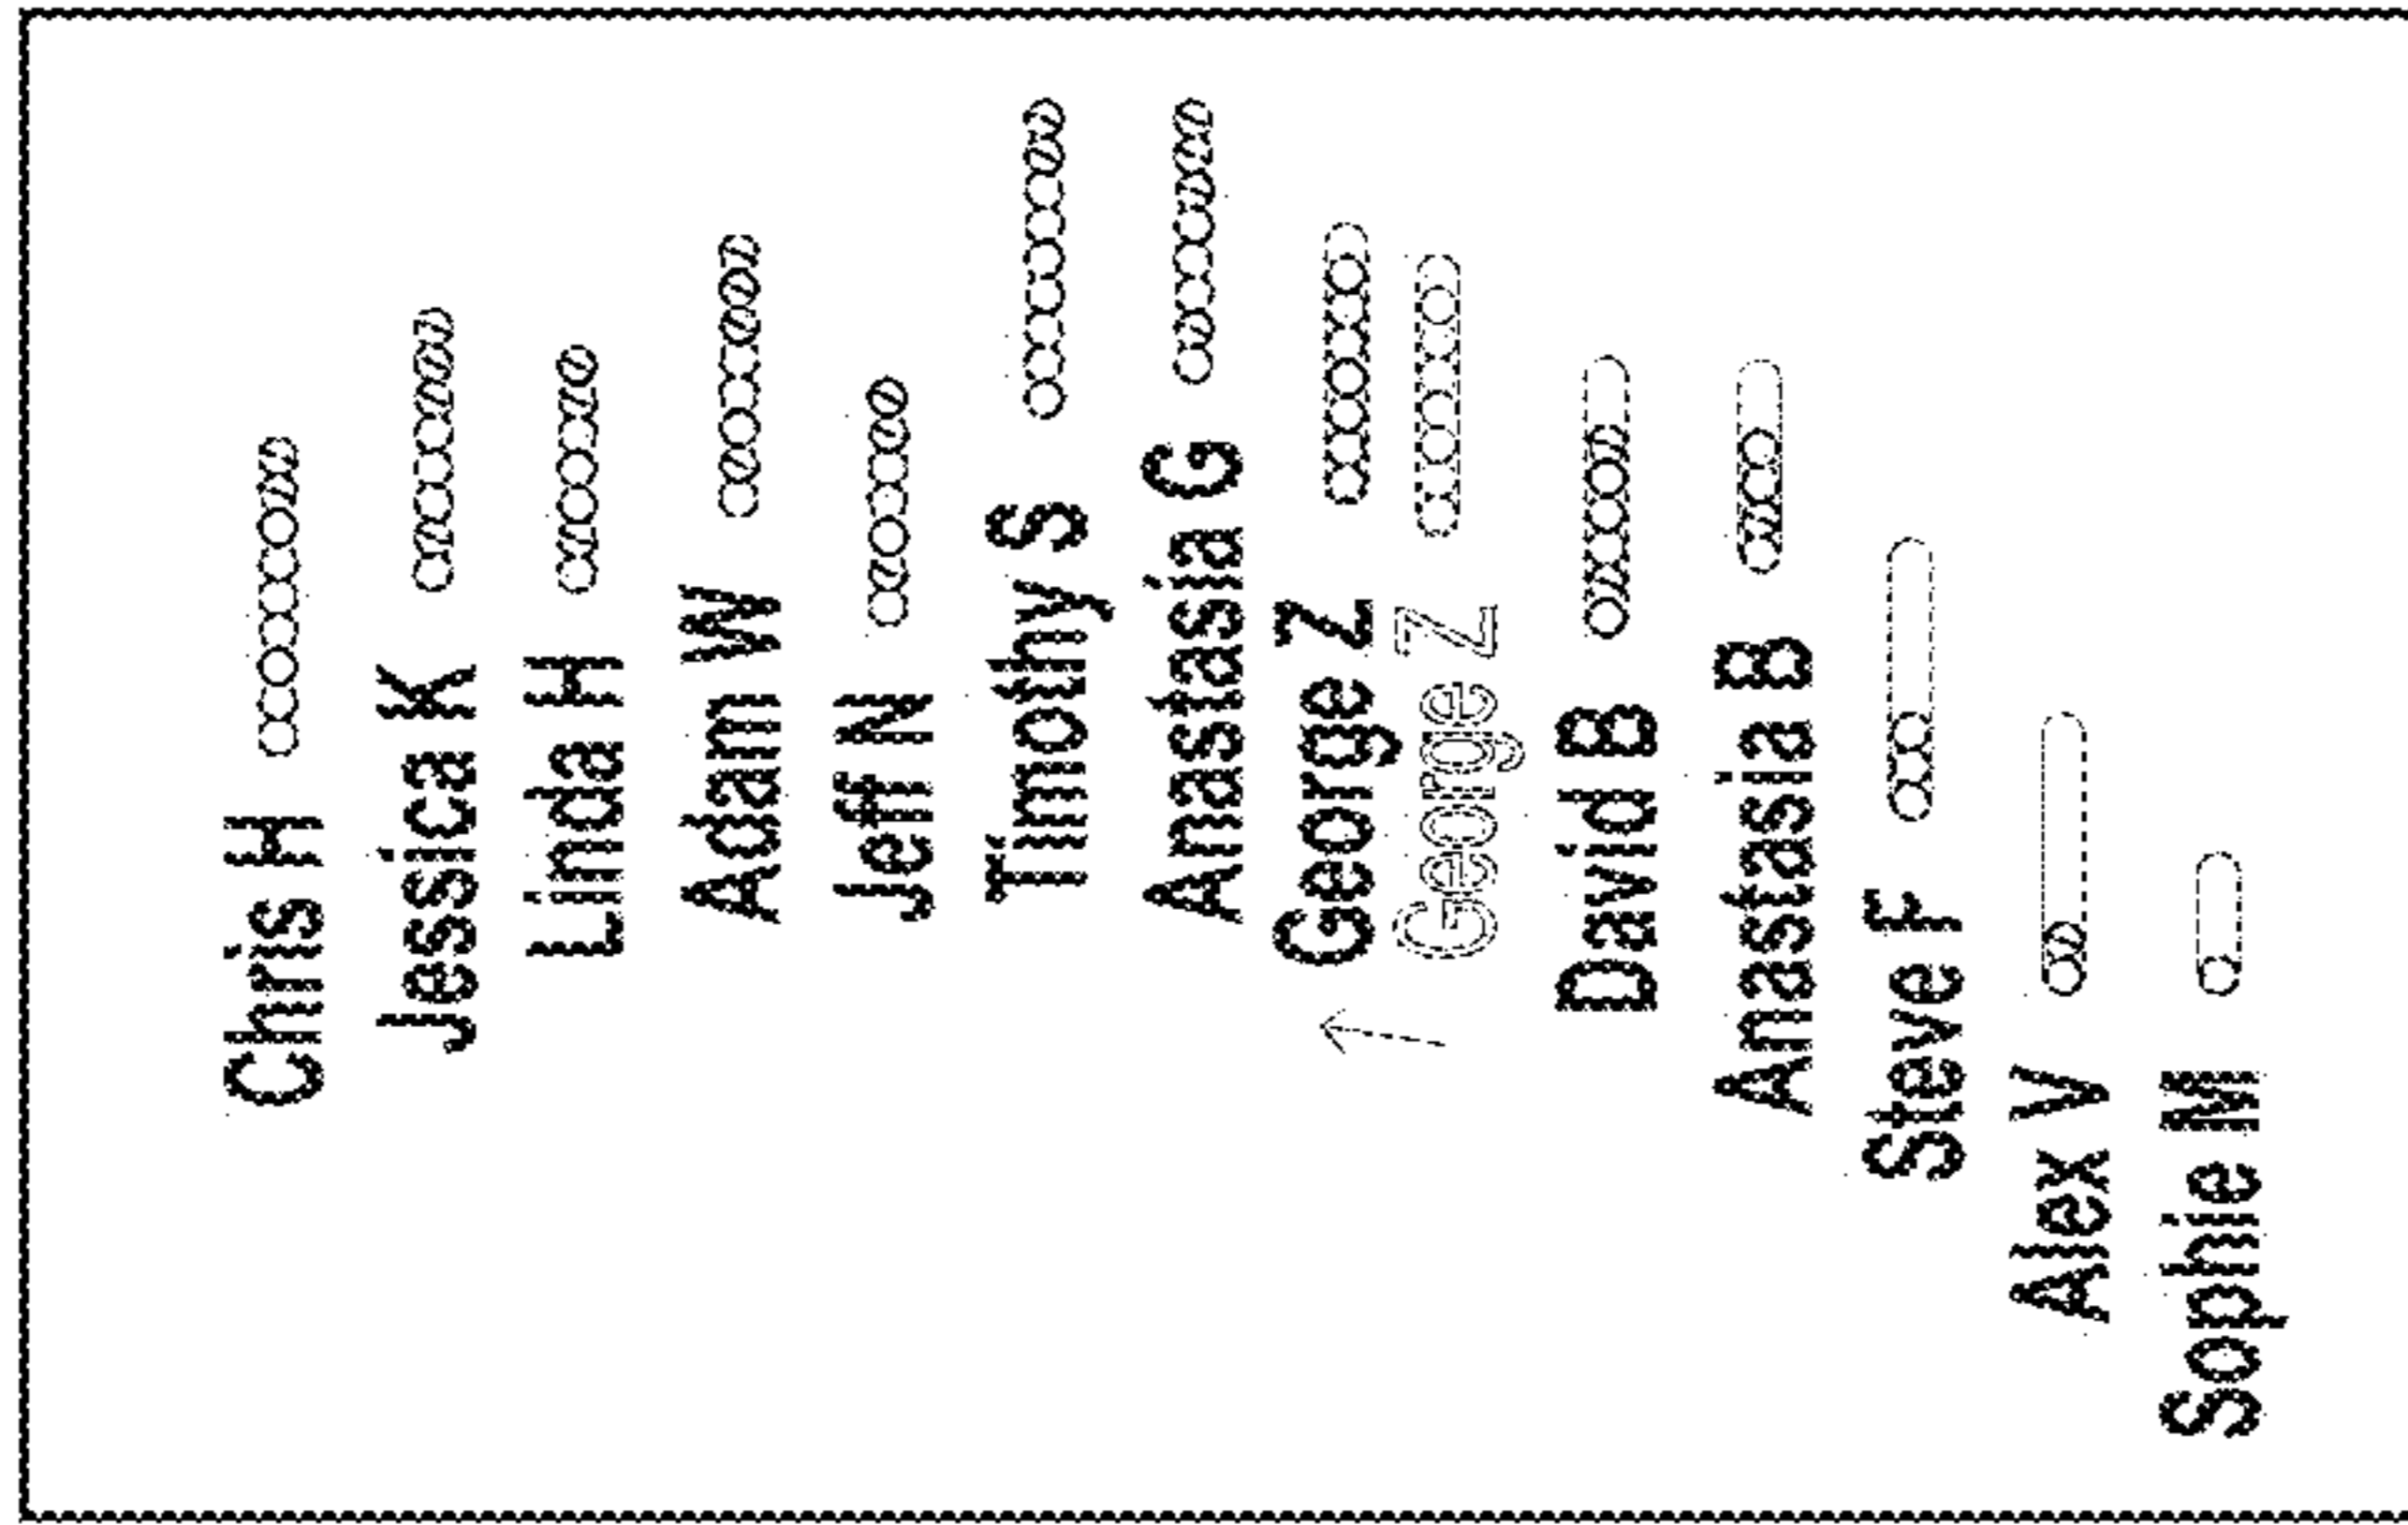 Chris H
Jessica K
Linda H
Adam W
Jeff N
Timothy S
Anastasia G
George Z
George Z
David B
Anastasia B
Steve F
Alex V
Sophie M